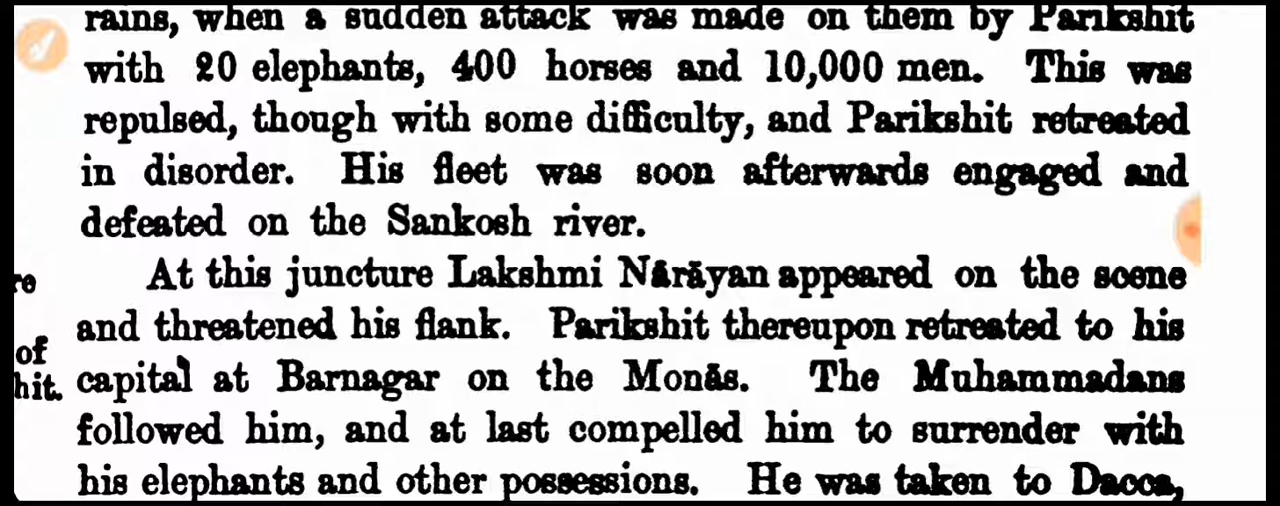 rains, when a sudden attack was made on them by Parikshit
with 20 elephants, 400 horses and 10,000 men. This was
repulsed, though with some difficulty, and Parikshit retreated
in disorder. His fleet was soon afterwards engaged and
defeated on the Sankosh river.
At this juncture Lakshmi Nārāyan appeared on the scene
re
and threatened his flank. Parikshit thereupon retreated to his
of
capital at Barnagar on the Monās. The Muhammadans
hit.
followed him, and at last compelled him to surrender with
his elephants and other possessions. He was taken to Dacca,